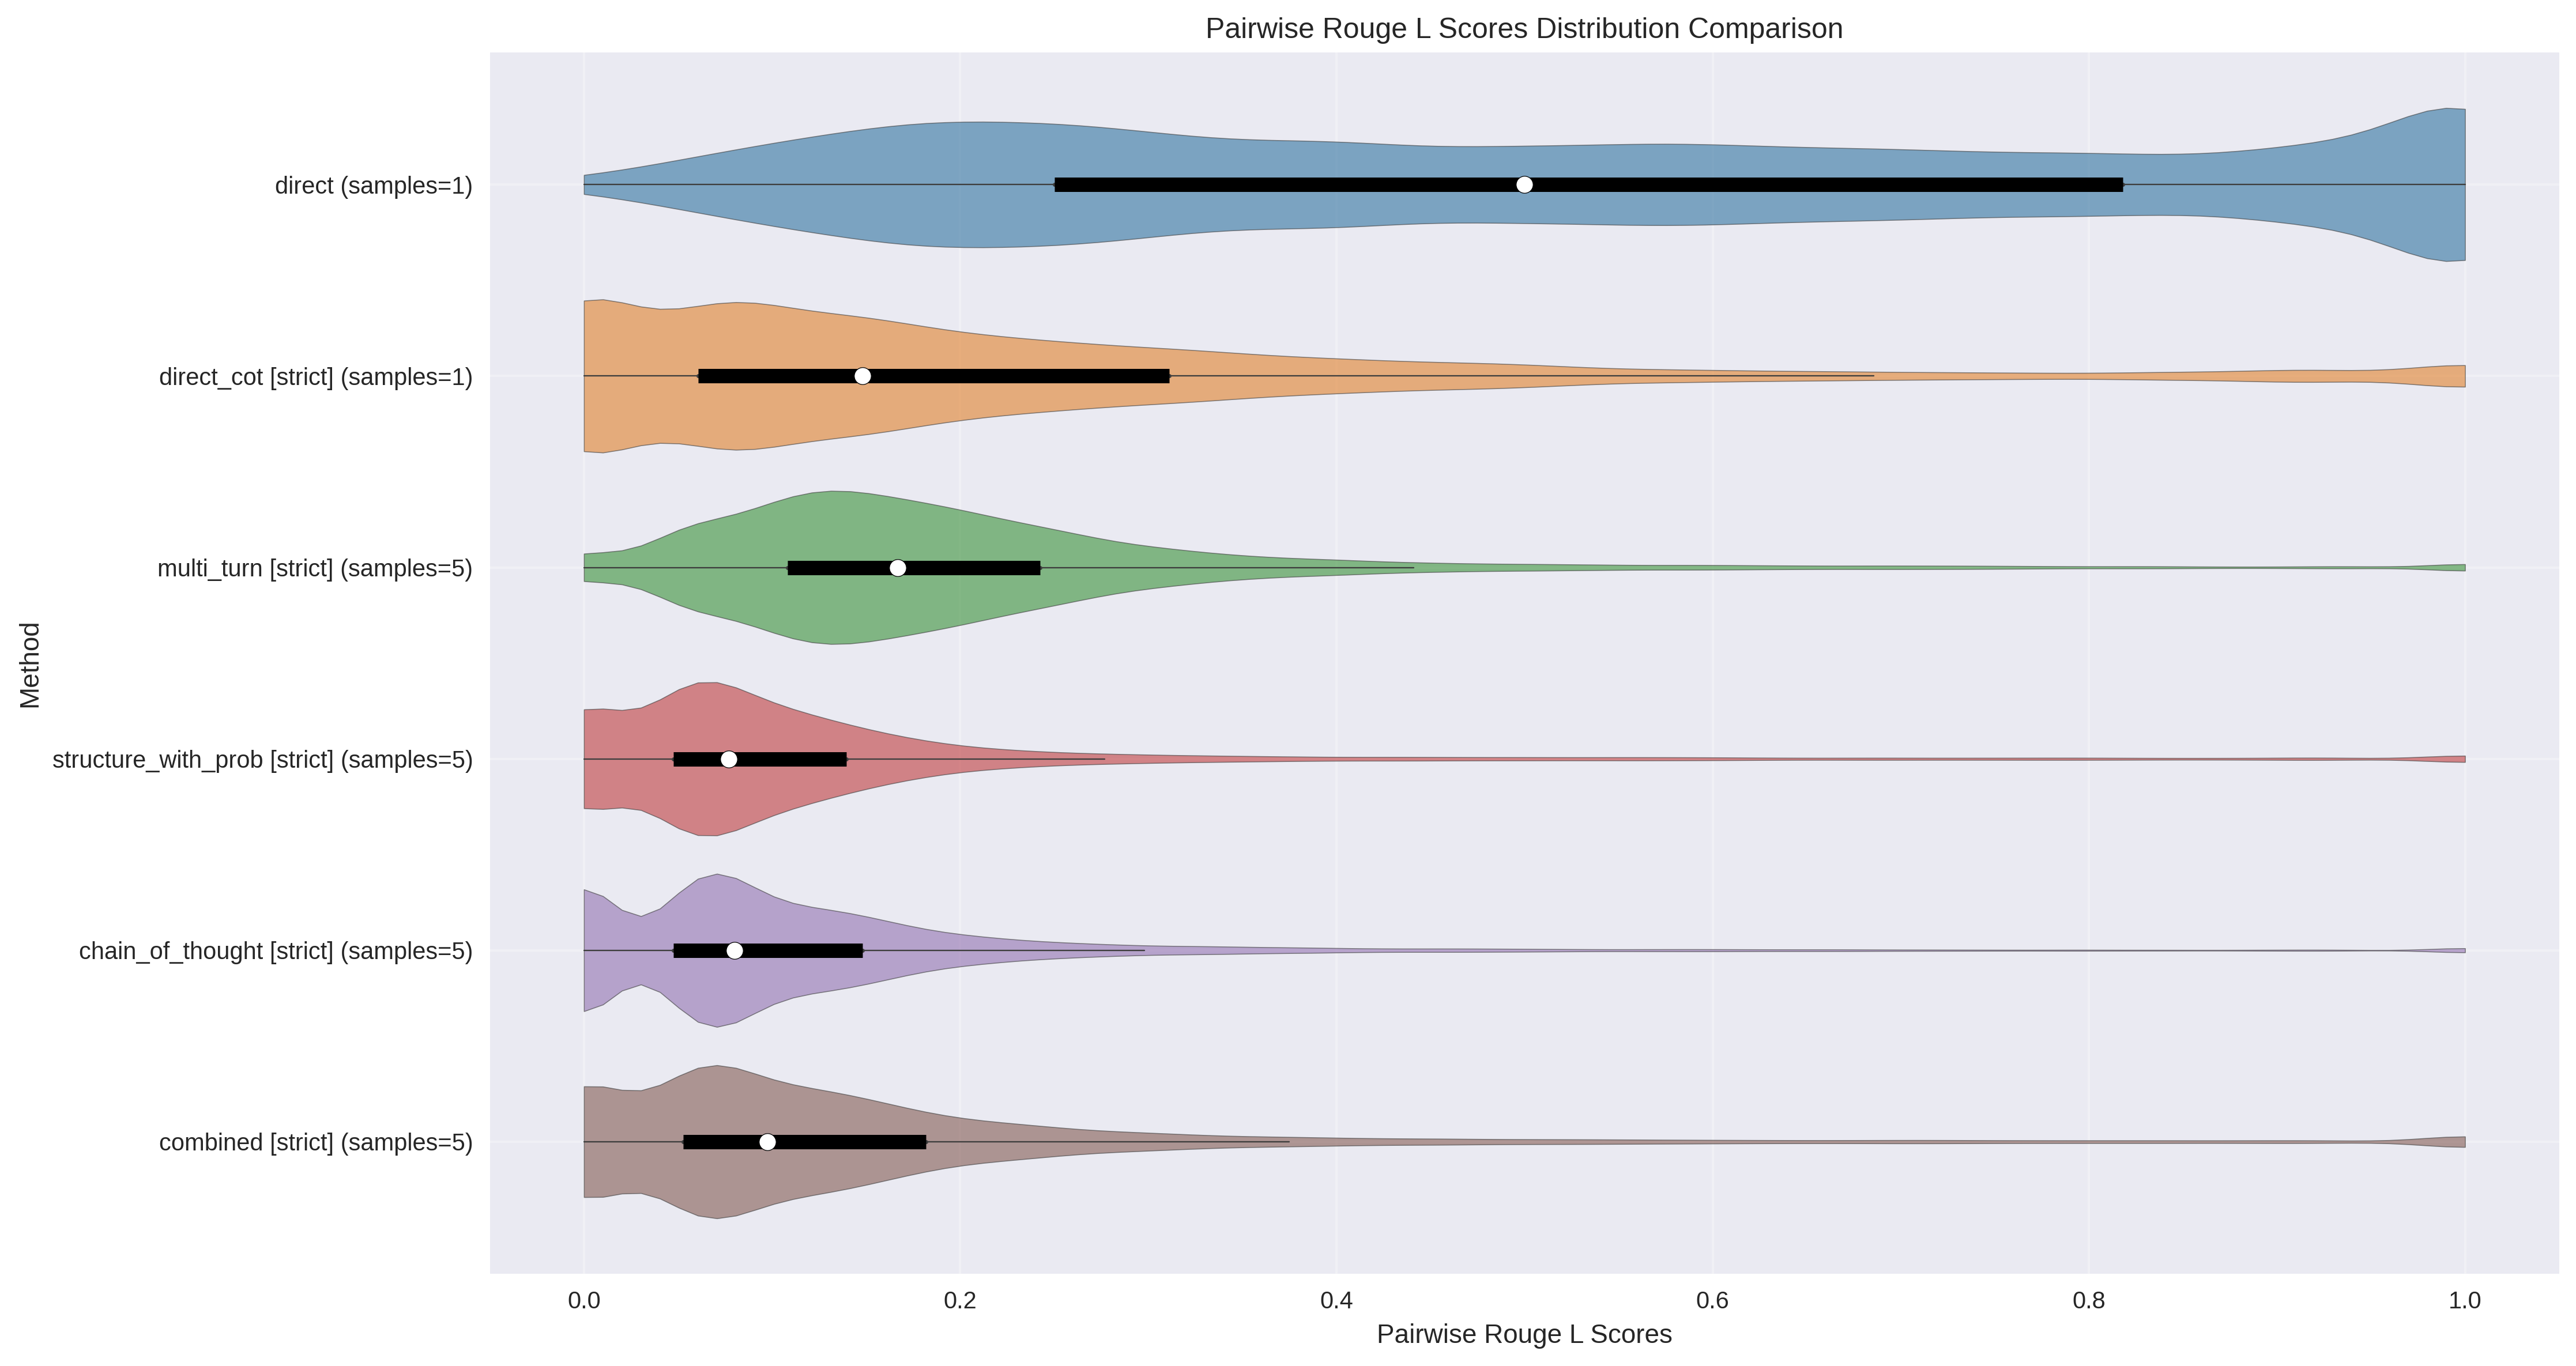 Pairwise Rouge L Scores Distribution Comparison
direct (samples=1)
direct_cot [strict] (samples=1)
multi_turn [strict] (samples=5)
structure_with_prob [strict] (samples=5)
chain_of_thought [strict] (samples=5)
combined [strict] (samples=5)
Method
0.0 0.2 0.4 0.6 0.8 1.0
Pairwise Rouge L Scores